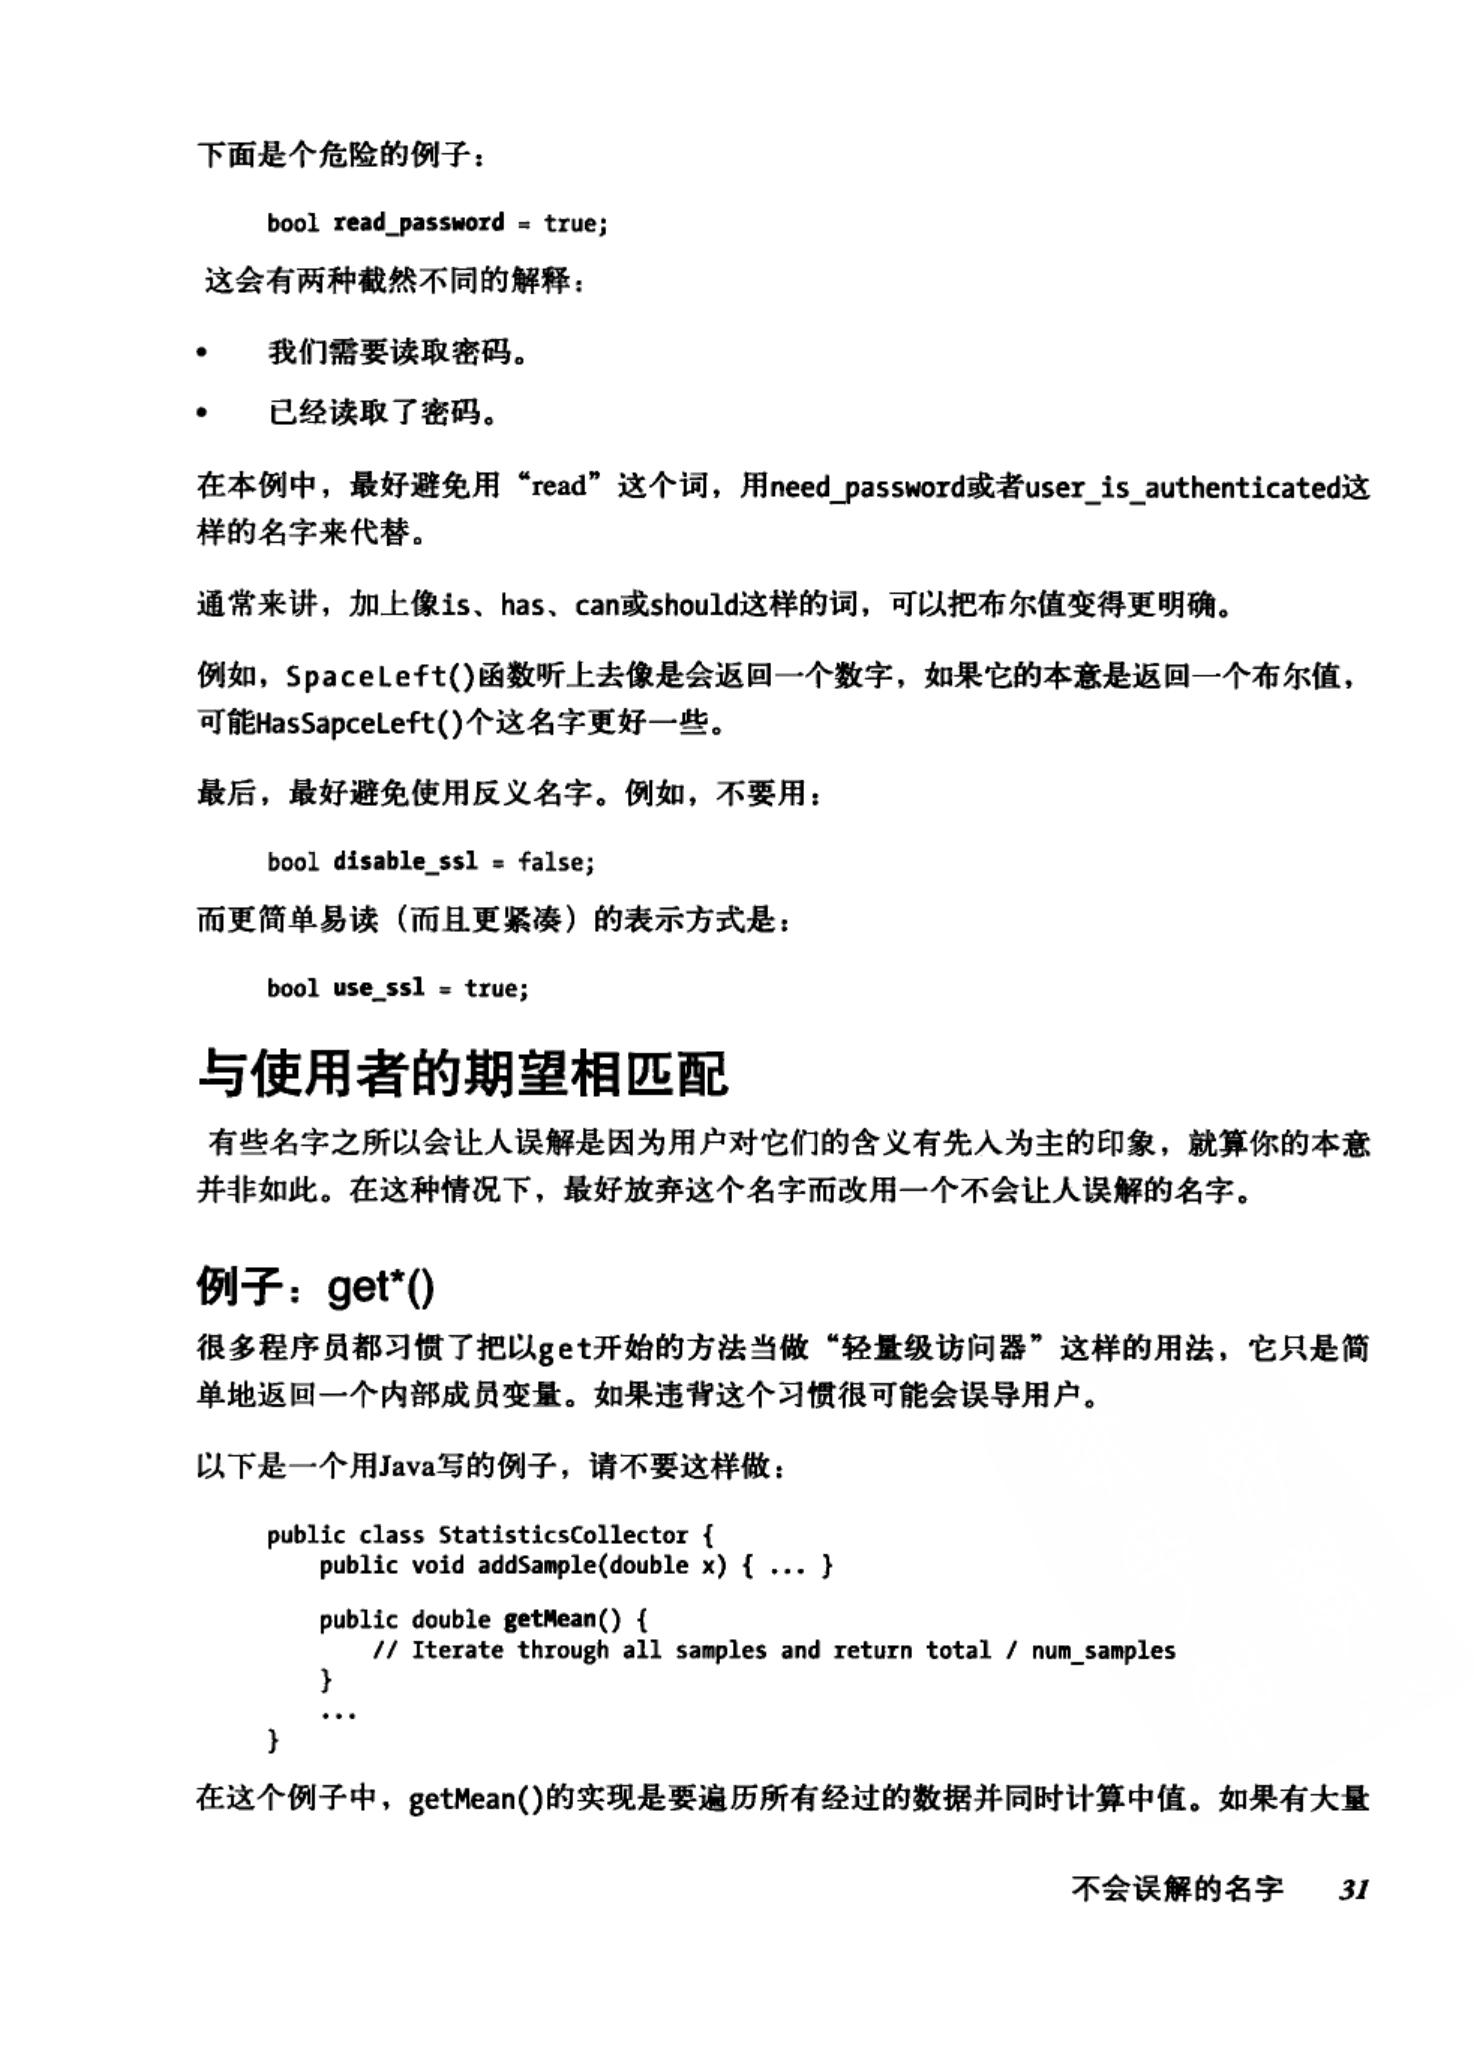 下面是个危险的例子：
bool read_password = true;
这会有两种截然不同的解释：
• 我们需要读取密码。
• 已经读取了密码。
在本例中，最好避免用“read”这个词，用need_password或者user_is_authenticated这
样的名字来代替。
通常来讲，加上像is、has、can或should这样的词，可以把布尔值变得更明确。
例如，SpaceLeft()函数听上去像是会返回一个数字，如果它的本意是返回一个布尔值，
可能HasSapceLeft()个这名字更好一些。
最后，最好避免使用反义名字。例如，不要用：
bool disable_ssl = false;
而更简单易读（而且更紧凑）的表示方式是：
bool use_ssl = true;
与使用者的期望相匹配
有些名字之所以会让人误解是因为用户对它们的含义有先入为主的印象，就算你的本意
并非如此。在这种情况下，最好放弃这个名字而改用一个不会让人误解的名字。
例子：get*()
很多程序员都习惯了把以get开始的方法当做“轻量级访问器”这样的用法，它只是简
单地返回一个内部成员变量。如果违背这个习惯很可能会误导用户。
以下是一个用Java写的例子，请不要这样做：
public class StatisticsCollector {
    public void addSample(double x) { ... }
    public double getMean() {
        // Iterate through all samples and return total / num_samples
    }
    ...
}
在这个例子中，getMean()的实现是要遍历所有经过的数据并同时计算中值。如果有大量
不会误解的名字 31